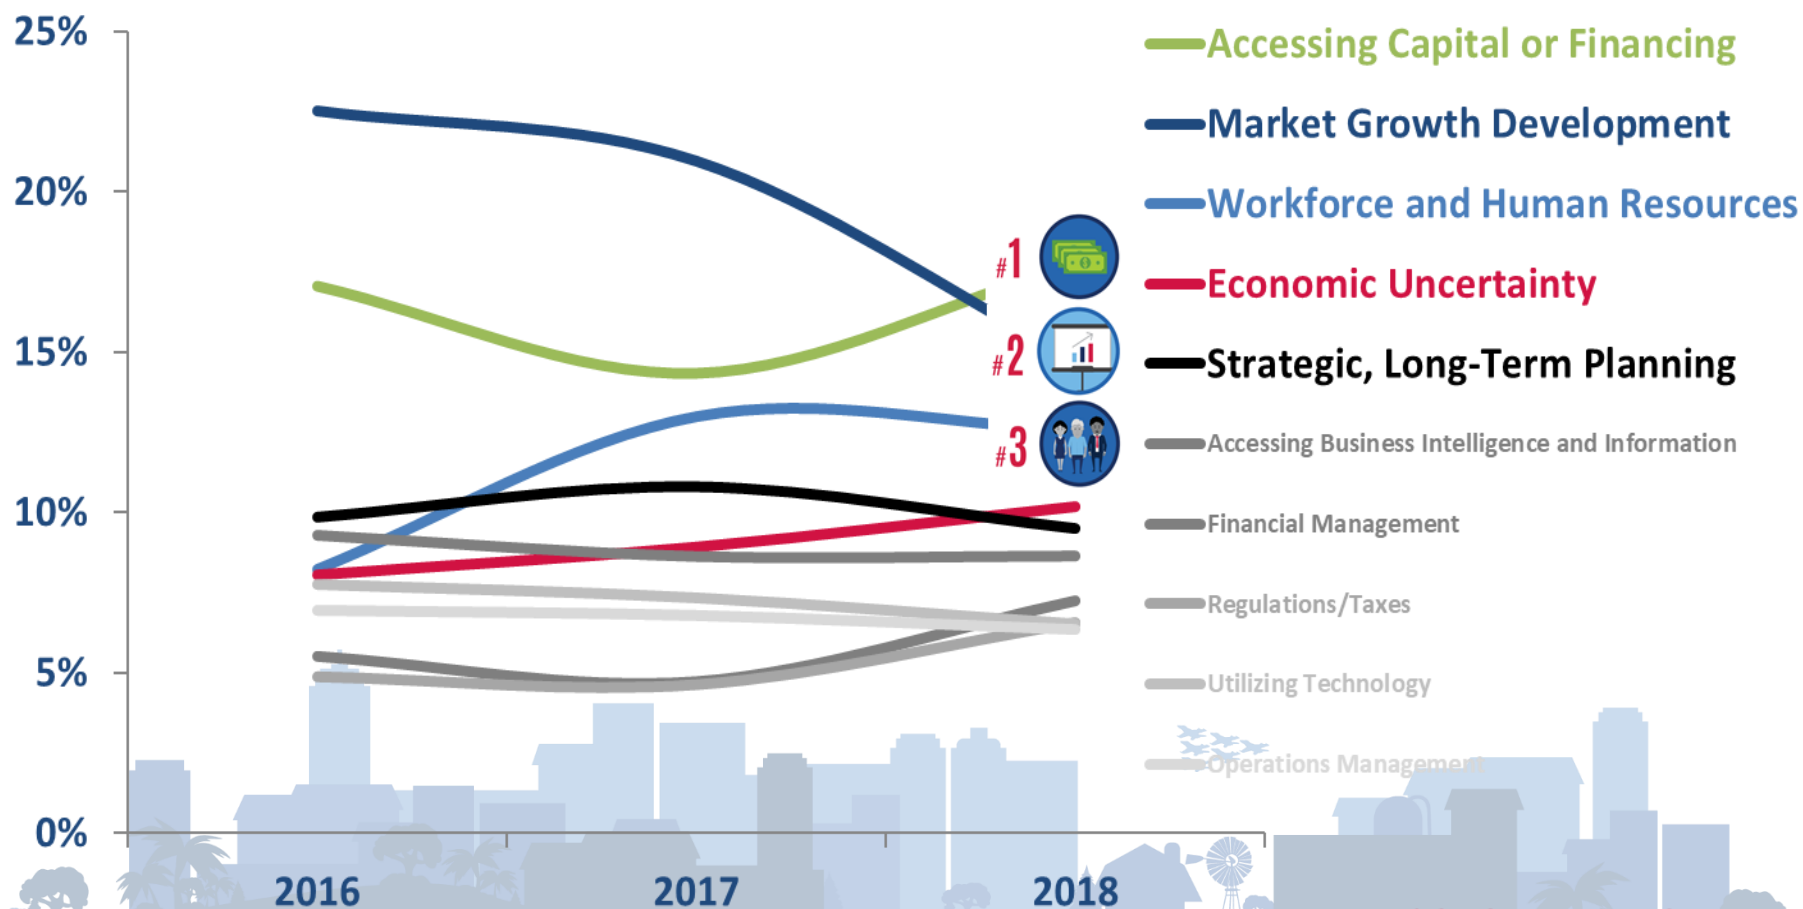 25%
20%
15%
10%
5%
0%
2016
2017
2018
#1
#2
#3
Accessing Capital or Financing
Market Growth Development
Workforce and Human Resources
Economic Uncertainty
Strategic, Long-Term Planning
Accessing Business Intelligence and Information
Financial Management
Regulations/Taxes
Utilizing Technology
Operations Management